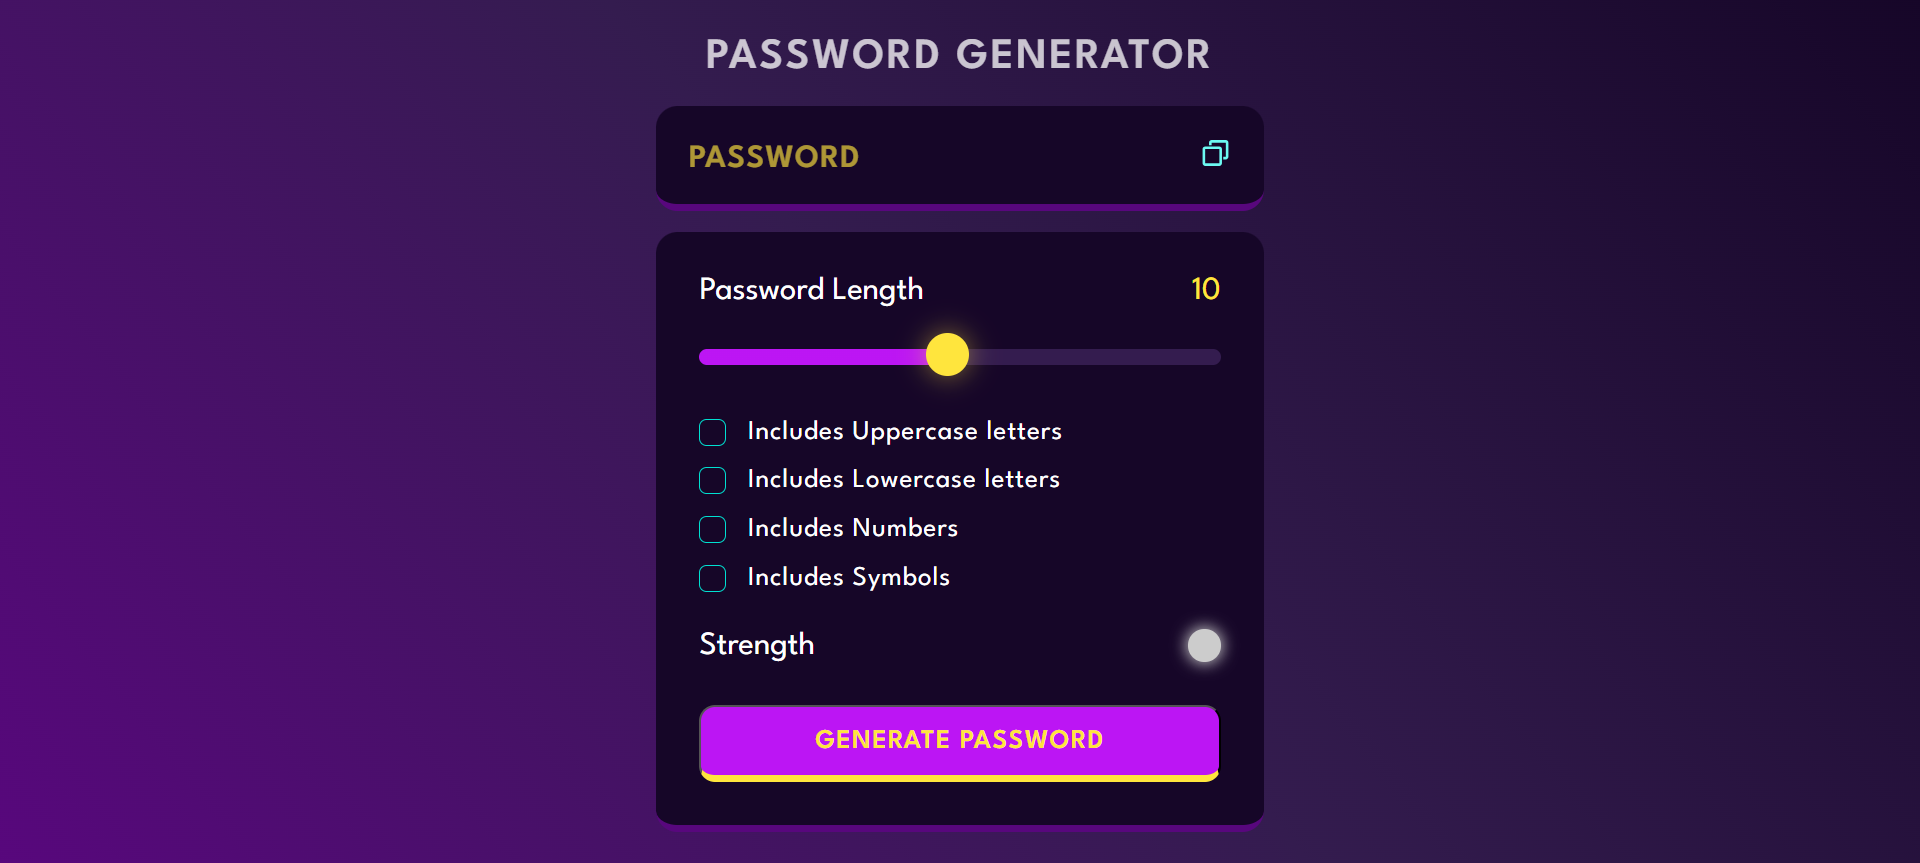 PASSWORD GENERATOR
PASSWORD
Password Length 10
Includes Uppercase letters
Includes Lowercase letters
Includes Numbers
Includes Symbols
Strength
GENERATE PASSWORD